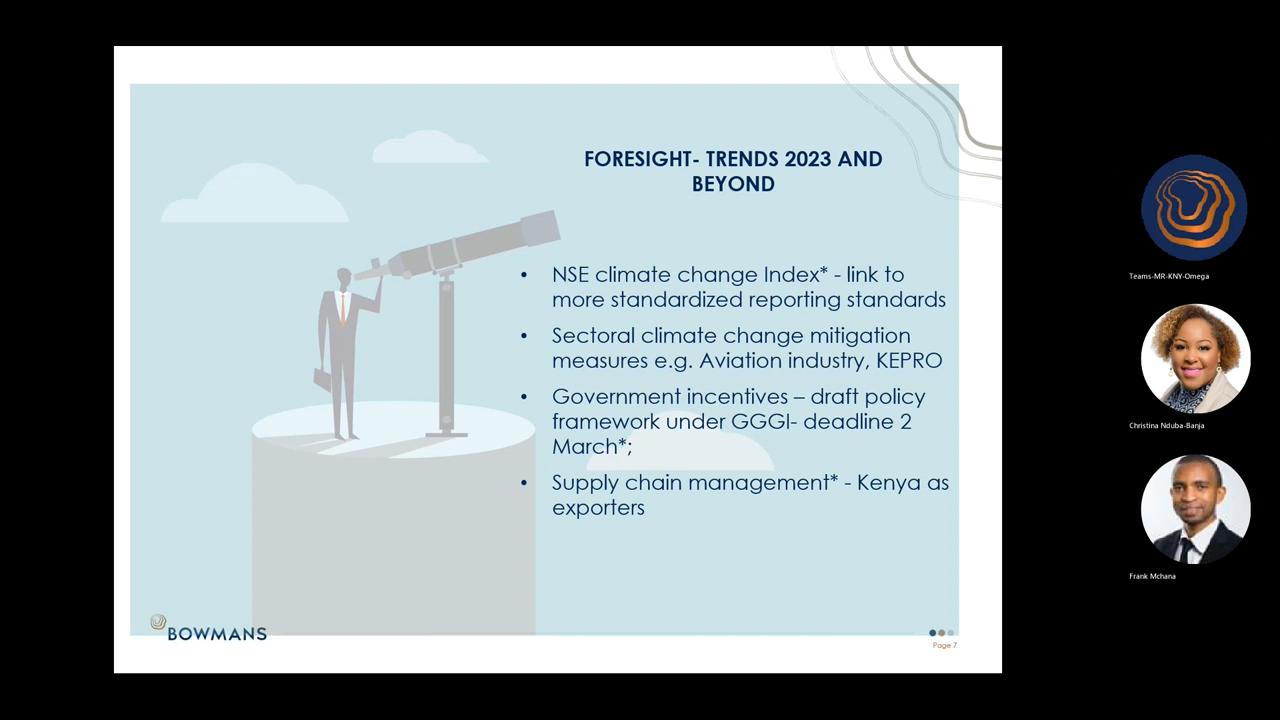 FORESIGHT- TRENDS 2023 AND
BEYOND
• NSE climate change Index* - link to
more standardized reporting standards
• Sectoral climate change mitigation
measures e.g. Aviation industry, KEPRO
• Government incentives – draft policy
framework under GGGI- deadline 2
March*;
• Supply chain management* - Kenya as
exporters
BOWMANS
Page 7
Teams-MR-KNY-Omega
Christina Nduba-Banja
Frank Mchana